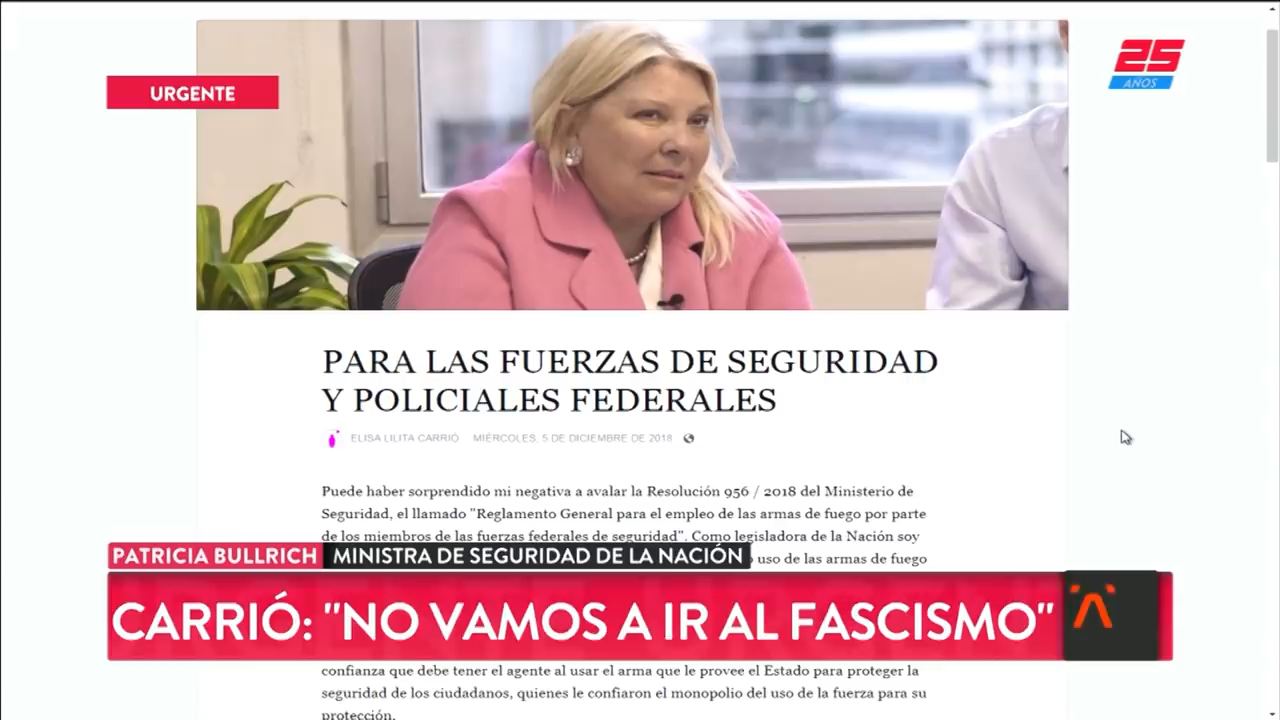 25
AÑOS
URGENTE
PARA LAS FUERZAS DE SEGURIDAD
Y POLICIALES FEDERALES
ELISA LILITA CARRIÓ MIÉRCOLES, 5 DE DICIEMBRE DE 2018
Puede haber sorprendido mi negativa a avalar la Resolución 956 / 2018 del Ministerio de
Seguridad, el llamado "Reglamento General para el empleo de las armas de fuego por parte
de los miembros de las fuerzas federales de seguridad". Como legisladora de la Nación soy
uso de las armas de fuego
PATRICIA BULLRICH MINISTRA DE SEGURIDAD DE LA NACIÓN
CARRIÓ: "NO VAMOS A IR AL FASCISMO"
confianza que debe tener el agente al usar el arma que le provee el Estado para proteger la
seguridad de los ciudadanos, quienes le confiaron el monopolio del uso de la fuerza para su
protección.